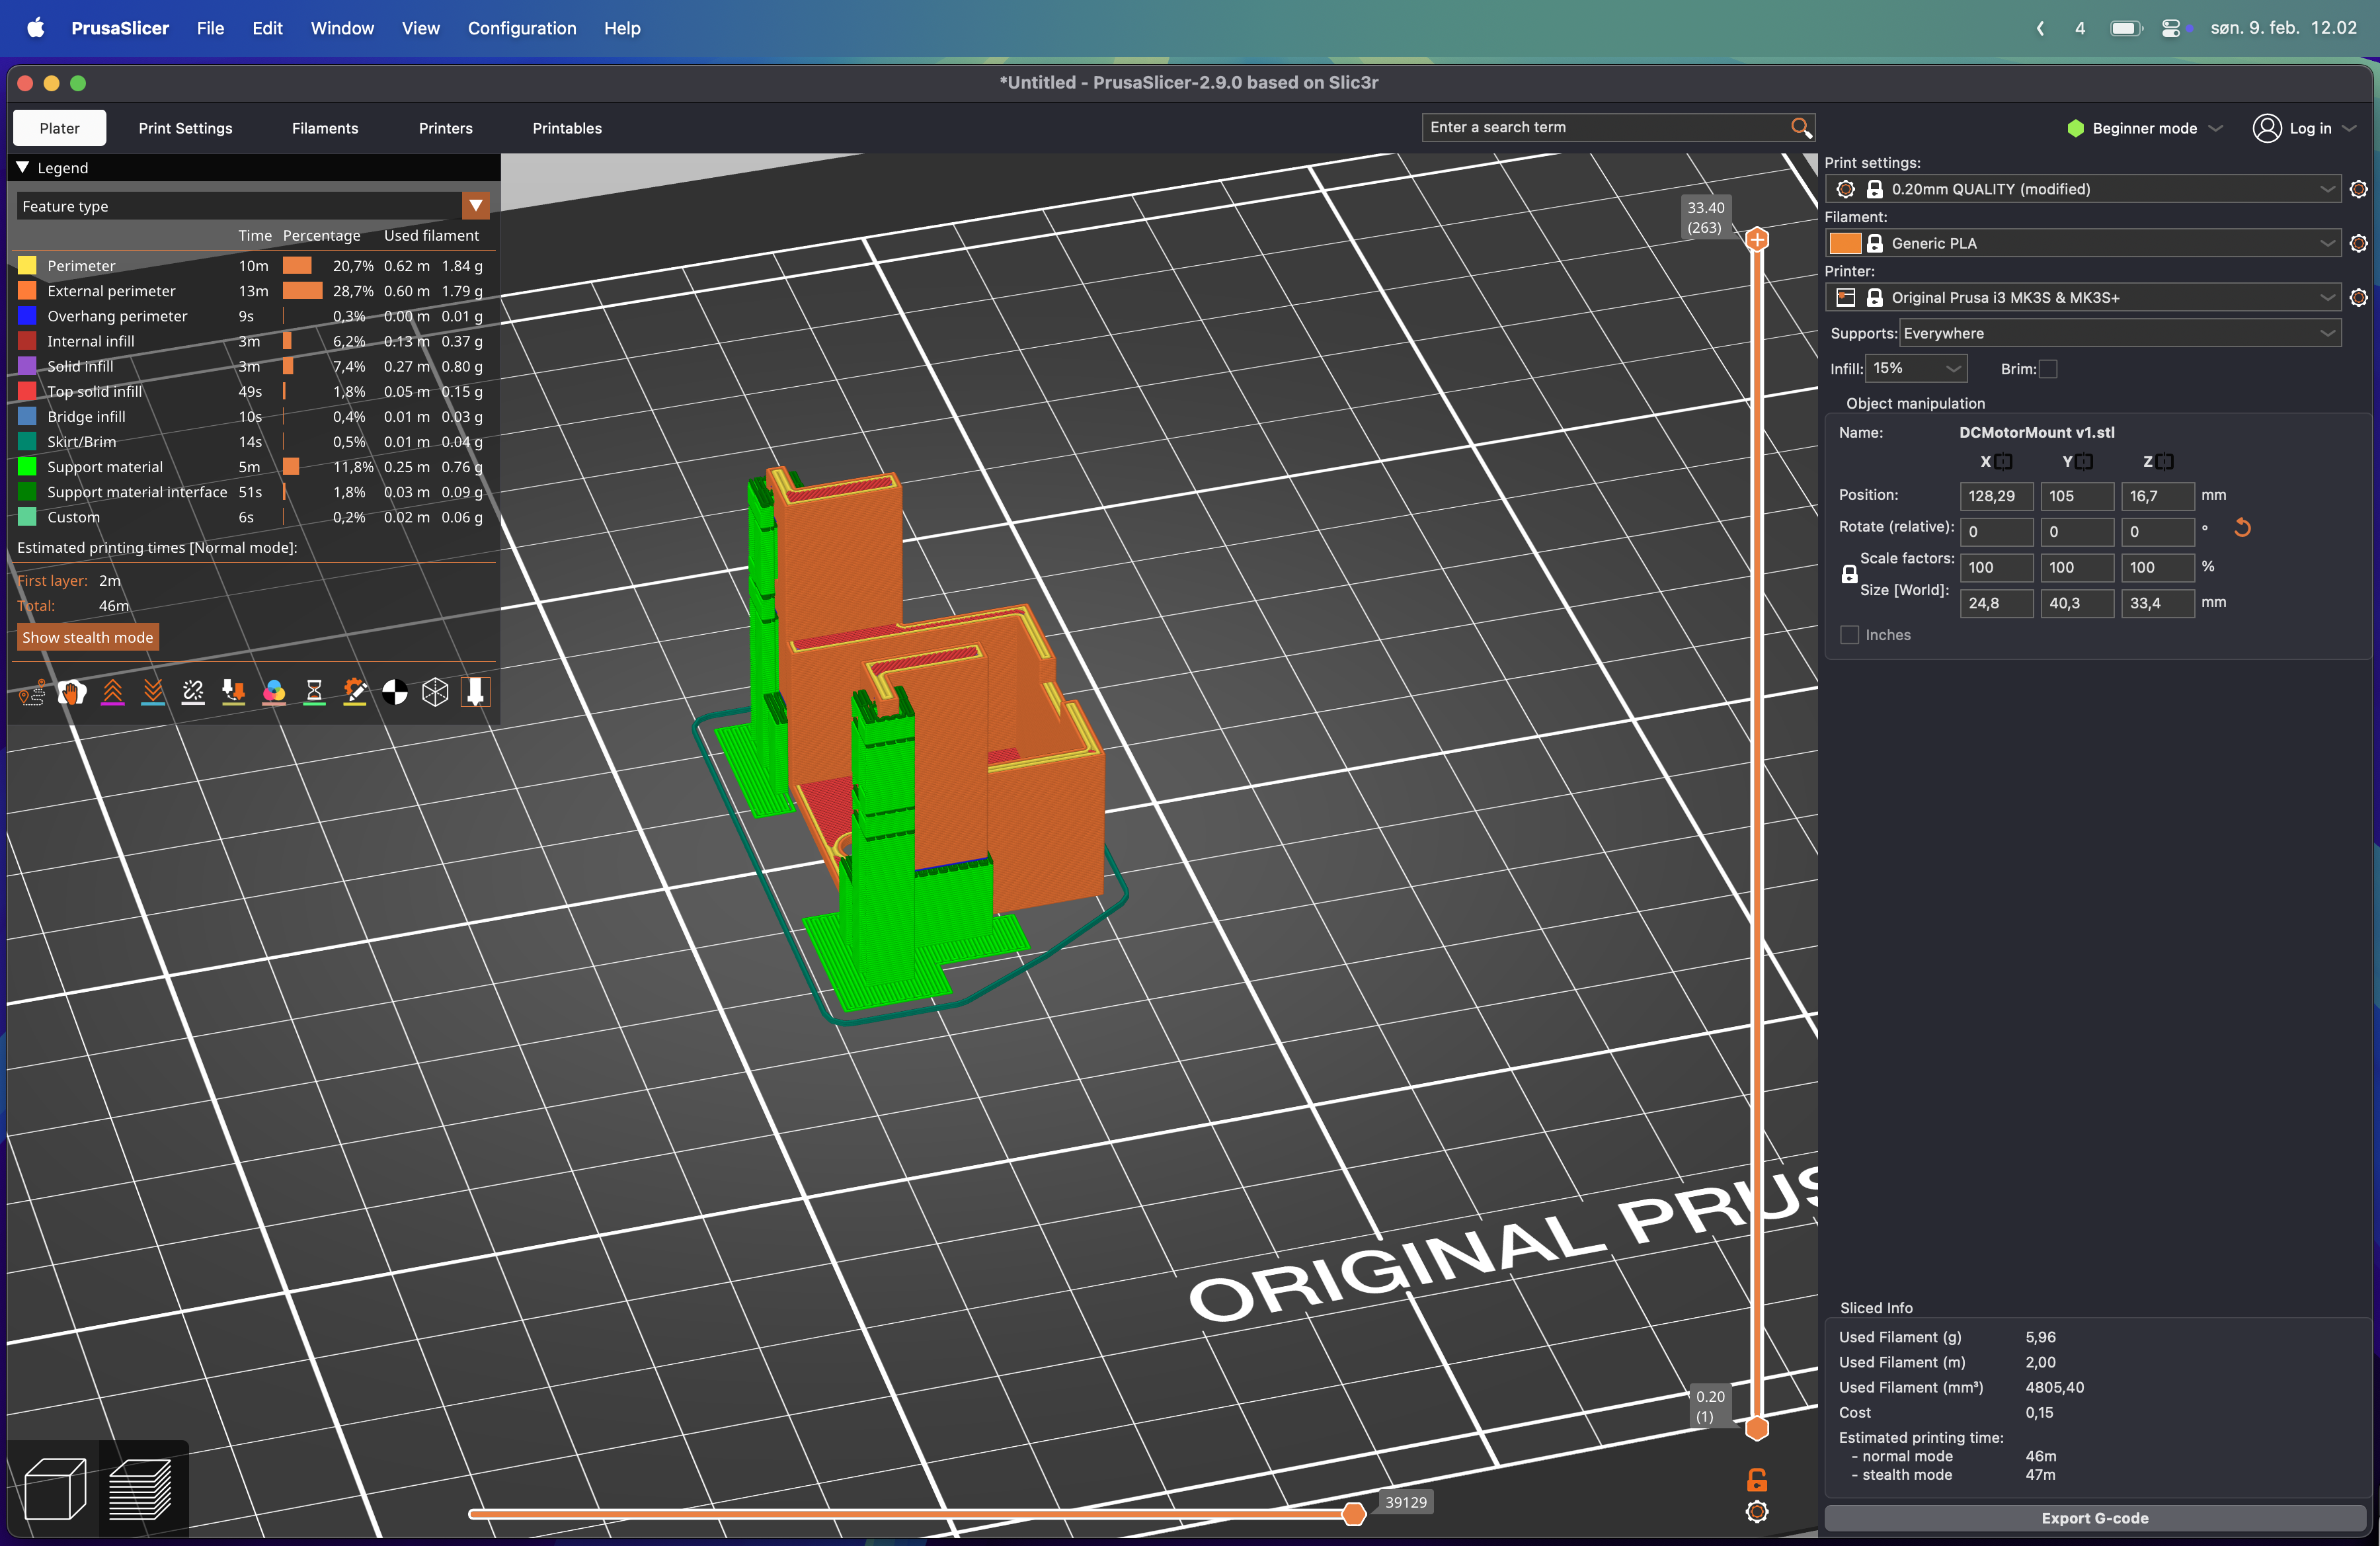 PrusaSlicer File Edit Window View Configuration Help 4 søn. 9. feb. 12.02
*Untitled - PrusaSlicer-2.9.0 based on Slic3r
Plater Print Settings Filaments Printers Printables Enter a search term Beginner mode Log in
Legend
Feature type
Time Percentage Used filament
Perimeter 10m 20,7% 0.62 m 1.84 g
External perimeter 13m 28,7% 0.60 m 1.79 g
Overhang perimeter 9s 0,3% 0.00 m 0.01 g
Internal infill 3m 6,2% 0.13 m 0.37 g
Solid infill 3m 7,4% 0.27 m 0.80 g
Top solid infill 49s 1,8% 0.05 m 0.15 g
Bridge infill 10s 0,4% 0.01 m 0.03 g
Skirt/Brim 14s 0,5% 0.01 m 0.04 g
Support material 5m 11,8% 0.25 m 0.76 g
Support material interface 51s 1,8% 0.03 m 0.09 g
Custom 6s 0,2% 0.02 m 0.06 g
Estimated printing times [Normal mode]:
First layer: 2m
Total: 46m
Show stealth mode
33.40
(263)
0.20
(1)
39129
ORIGINAL PRUS
Print settings:
0.20mm QUALITY (modified)
Filament:
Generic PLA
Printer:
Original Prusa i3 MK3S & MK3S+
Supports: Everywhere
Infill: 15% Brim:
Object manipulation
Name: DCMotorMount v1.stl
X Y Z
Position: 128,29 105 16,7 mm
Rotate (relative): 0 0 0 °
Scale factors: 100 100 100 %
Size [World]: 24,8 40,3 33,4 mm
Inches
Sliced Info
Used Filament (g) 5,96
Used Filament (m) 2,00
Used Filament (mm³) 4805,40
Cost 0,15
Estimated printing time:
- normal mode 46m
- stealth mode 47m
Export G-code